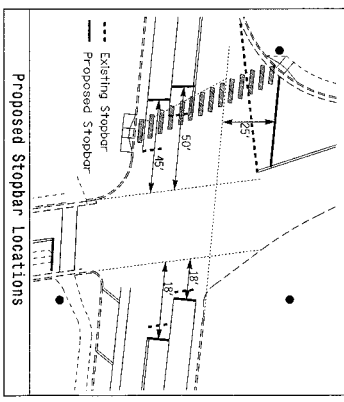 25'
50'
45'
18'
18'
Existing Stopbar
Proposed Stopbar
Proposed Stopbar Locations